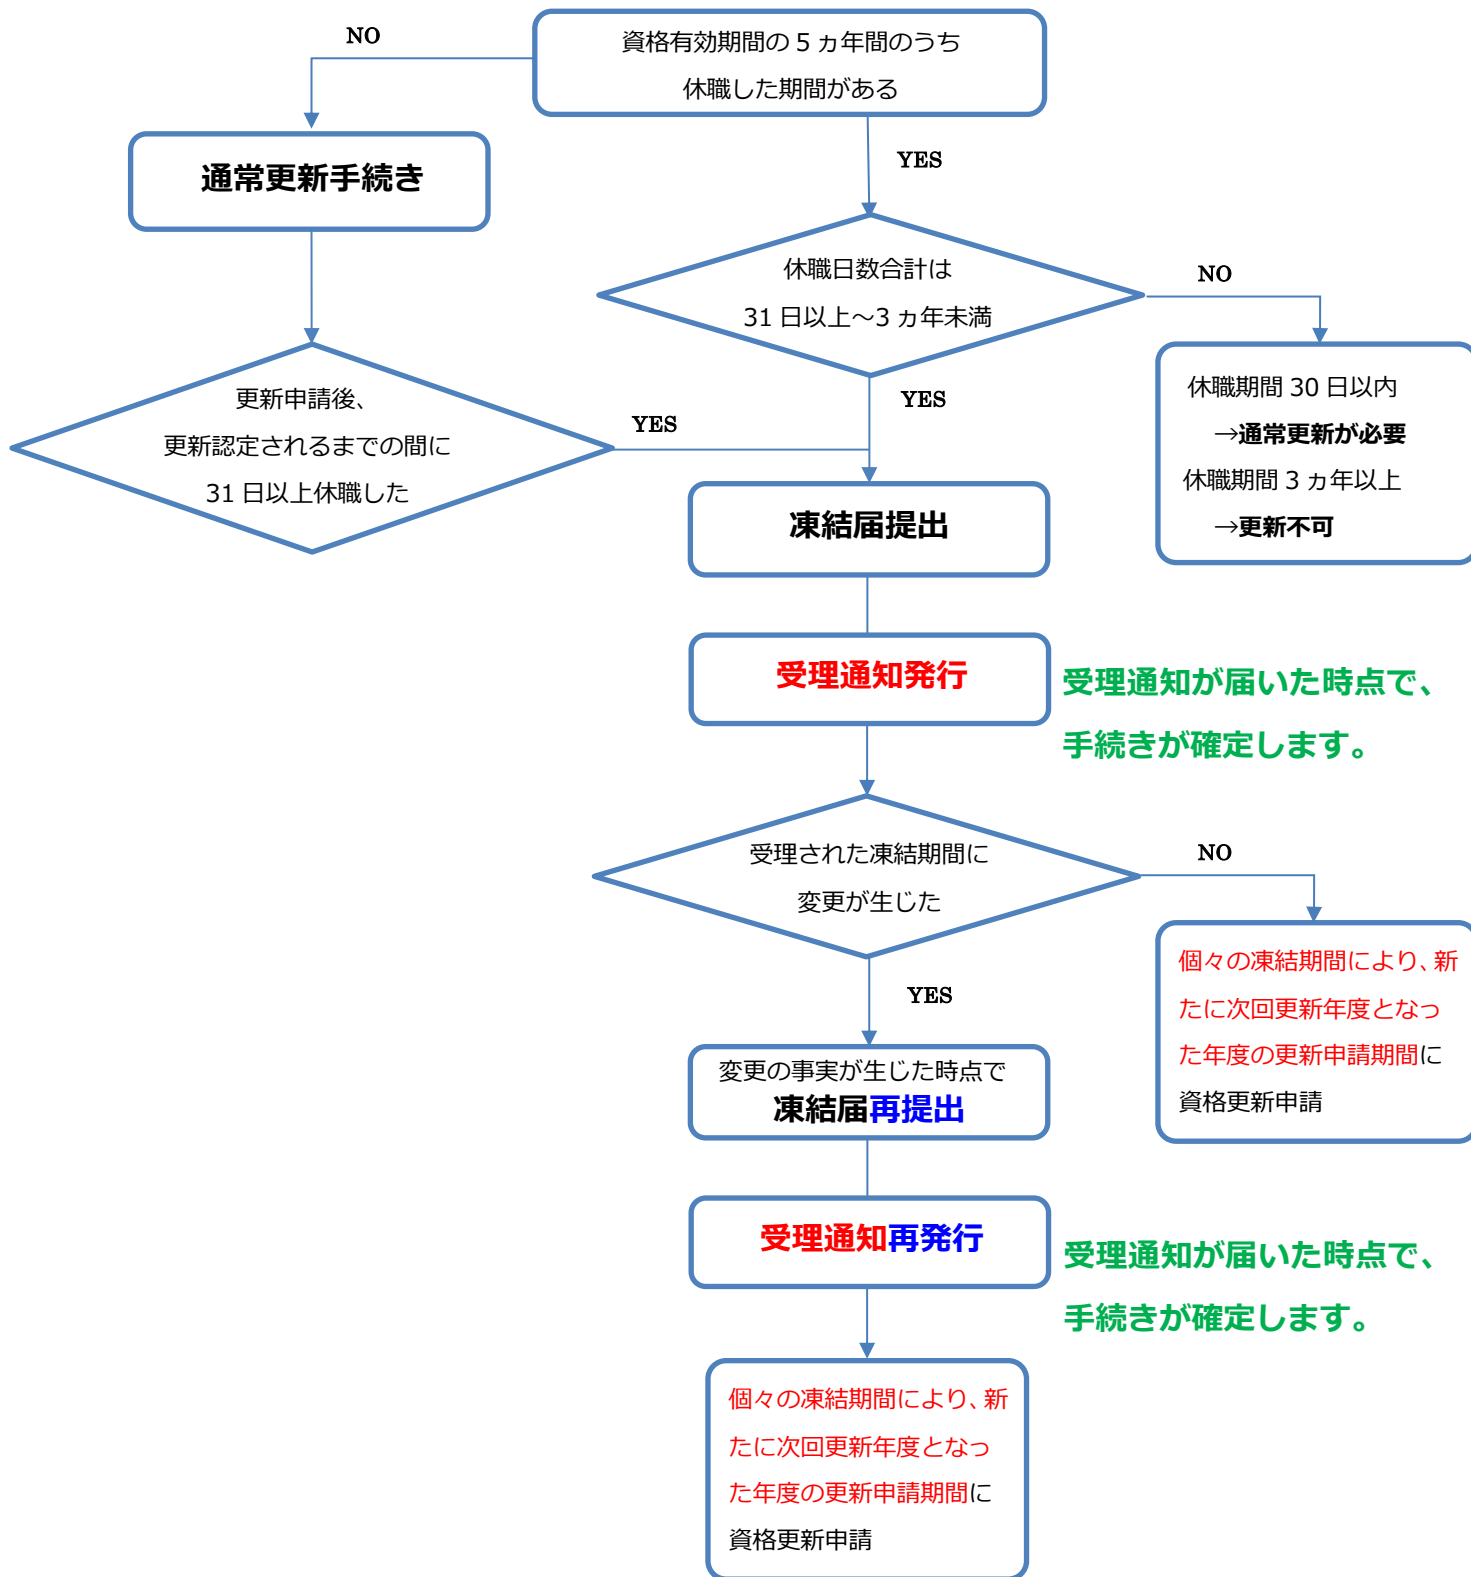 NO
資格有効期間の5ヵ年間のうち
休職した期間がある
通常更新手続き
YES
休職日数合計は
31日以上～3ヵ年未満
NO
休職期間30日以内
→通常更新が必要
休職期間3ヵ年以上
→更新不可
更新申請後、
更新認定されるまでの間に
31日以上休職した
YES
YES
凍結届提出
受理通知発行
受理通知が届いた時点で、
手続きが確定します。
受理された凍結期間に
変更が生じた
NO
個々の凍結期間により、新
たに次回更新年度となっ
た年度の更新申請期間に
資格更新申請
YES
変更の事実が生じた時点で
凍結届再提出
受理通知再発行
受理通知が届いた時点で、
手続きが確定します。
個々の凍結期間により、新
たに次回更新年度となっ
た年度の更新申請期間に
資格更新申請